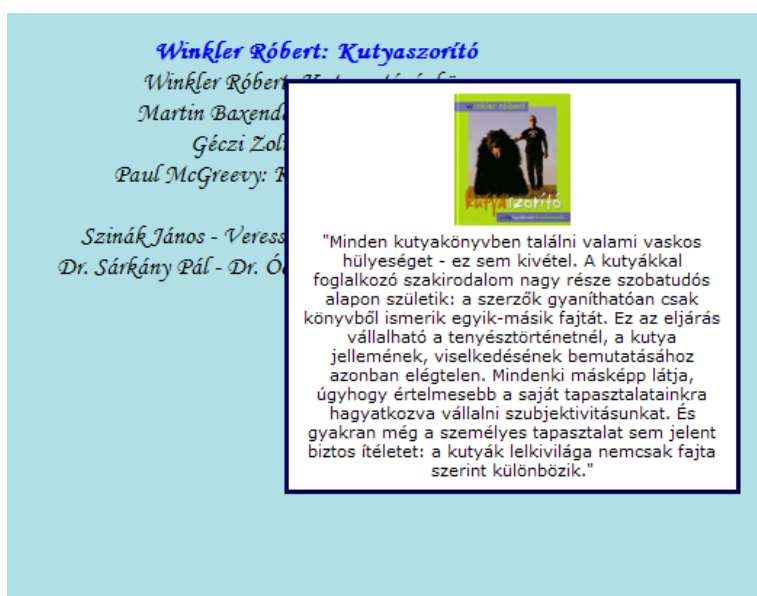 Winkler Róbert: Kutyaszorító
Winkler Róbert:
Martin
Géczi
Paul McGreevy:
Szinák János - Veress
Dr. Sárkány Pál - Dr.
winkler róbert
kutyaszorító
"Minden kutyakönyvben találni valami vaskos
hülyeséget - ez sem kivétel. A kutyákkal
foglalkozó szakirodalom nagy része szobatudós
alapon születik: a szerzők gyaníthatóan csak
könyvből ismerik egyik-másik fajtát. Ez az eljárás
vállalható a tenyésztörténetnél, a kutya
jellemének, viselkedésének bemutatásához
azonban elégtelen. Mindenki másképp látja,
úgyhogy értelmesebb a saját tapasztalatainkra
hagyatkozva vállalni szubjektivitásunkat. És
gyakran még a személyes tapasztalat sem jelent
biztos ítéletet: a kutyák lelkivilága nemcsak fajta
szerint különbözik."